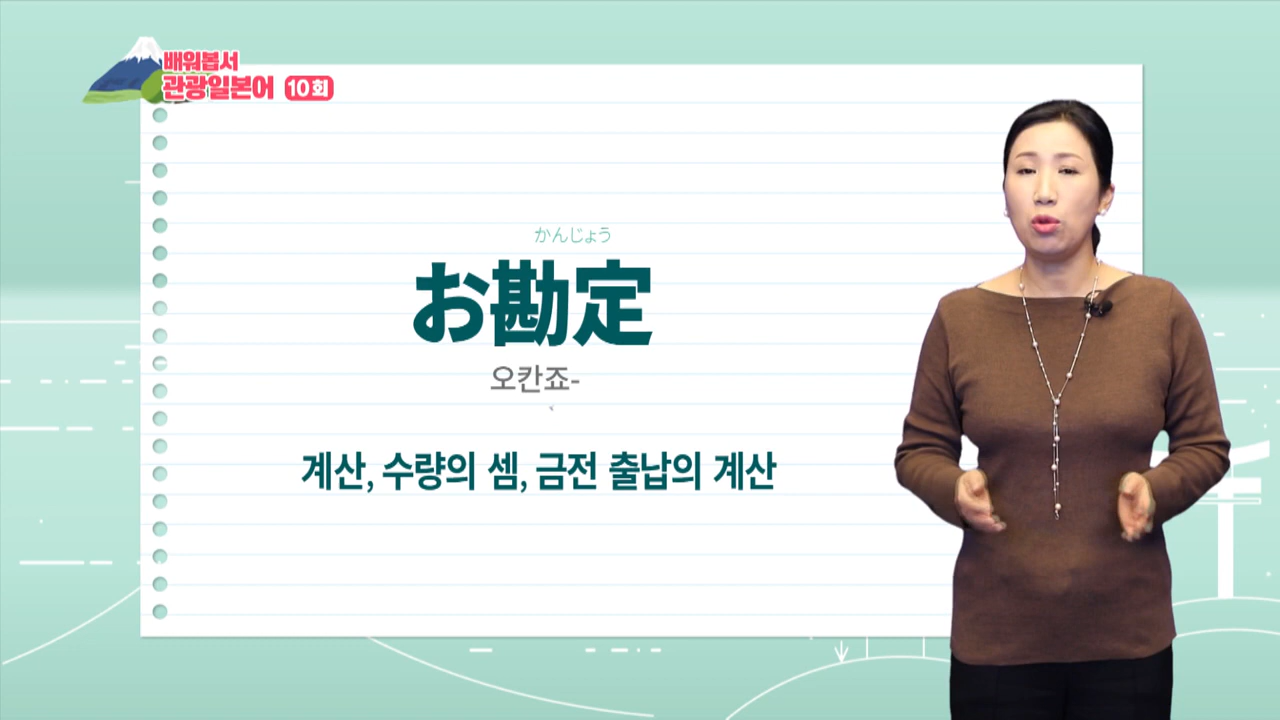 배워봅서
관광일본어 10회
かんじょう
お勘定
오칸죠-
계산, 수량의 셈, 금전 출납의 계산